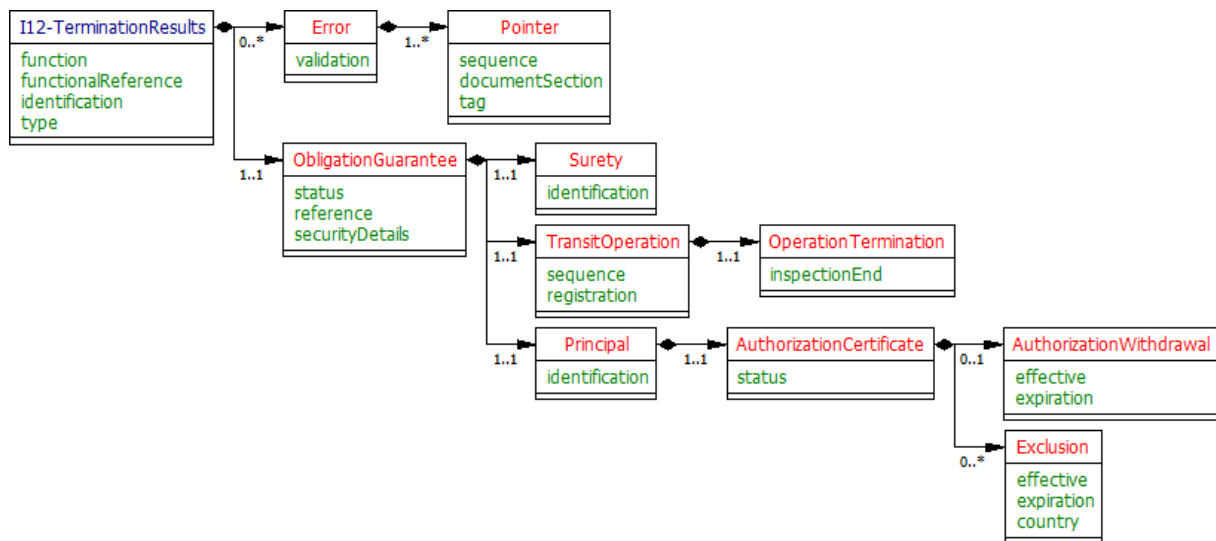 I12-TerminationResults
function
functionalReference
identification
type
0..*
Error
validation
1..*
Pointer
sequence
documentSection
tag
1..1
ObligationGuarantee
status
reference
securityDetails
1..1
Surety
identification
1..1
TransitOperation
sequence
registration
1..1
OperationTermination
inspectionEnd
1..1
Principal
identification
1..1
AuthorizationCertificate
status
0..1
AuthorizationWithdrawal
effective
expiration
0..*
Exclusion
effective
expiration
country